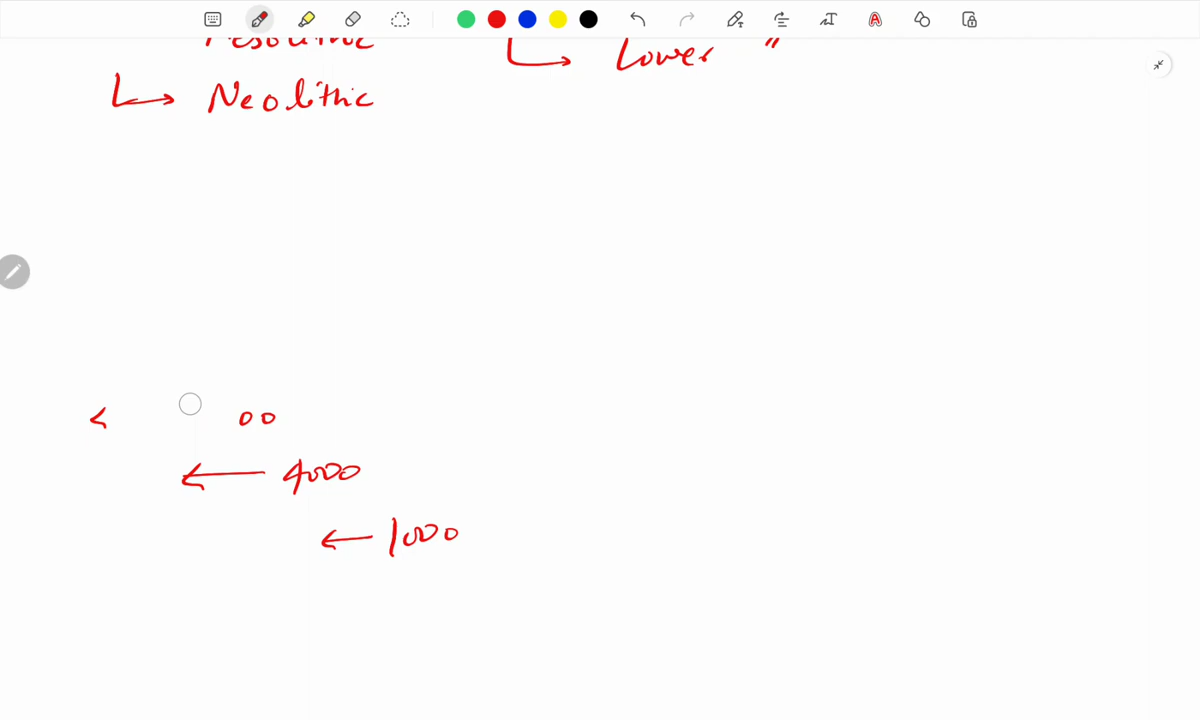 Lower "
↳ Neolithic
< 00
← 4000
← 1000